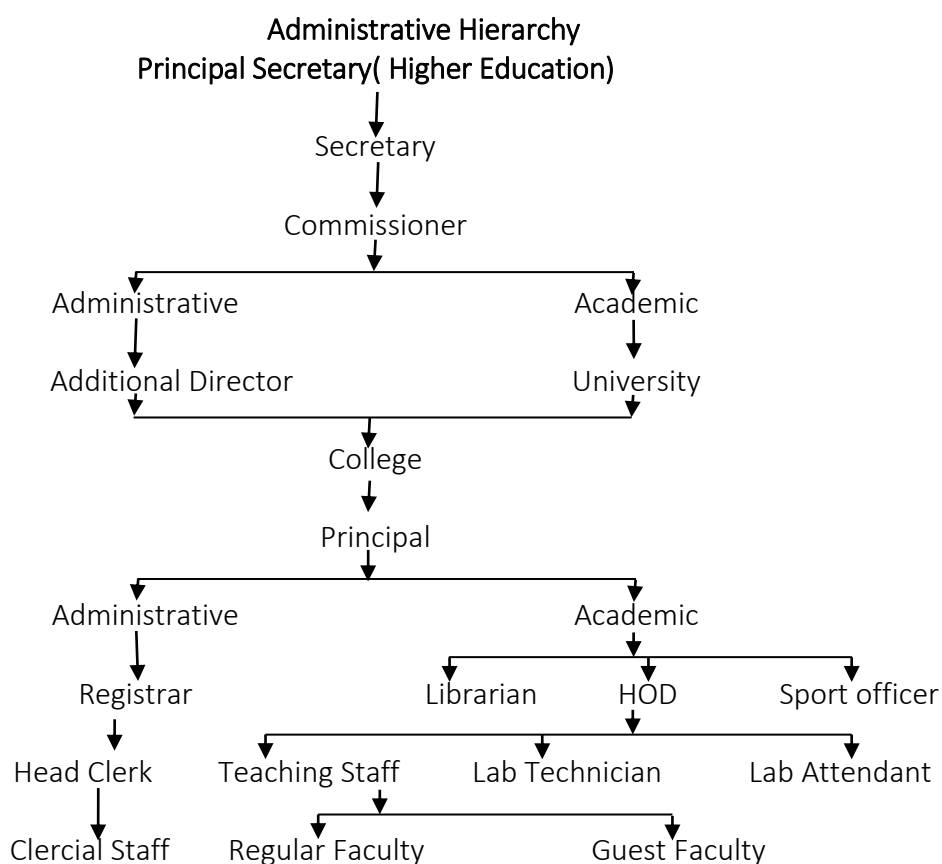 Administrative Hierarchy
Principal Secretary( Higher Education)
Secretary
Commissioner
Administrative Academic
Additional Director University
College
Principal
Administrative Academic
Registrar Librarian HOD Sport officer
Head Clerk Teaching Staff Lab Technician Lab Attendant
Clercial Staff Regular Faculty Guest Faculty